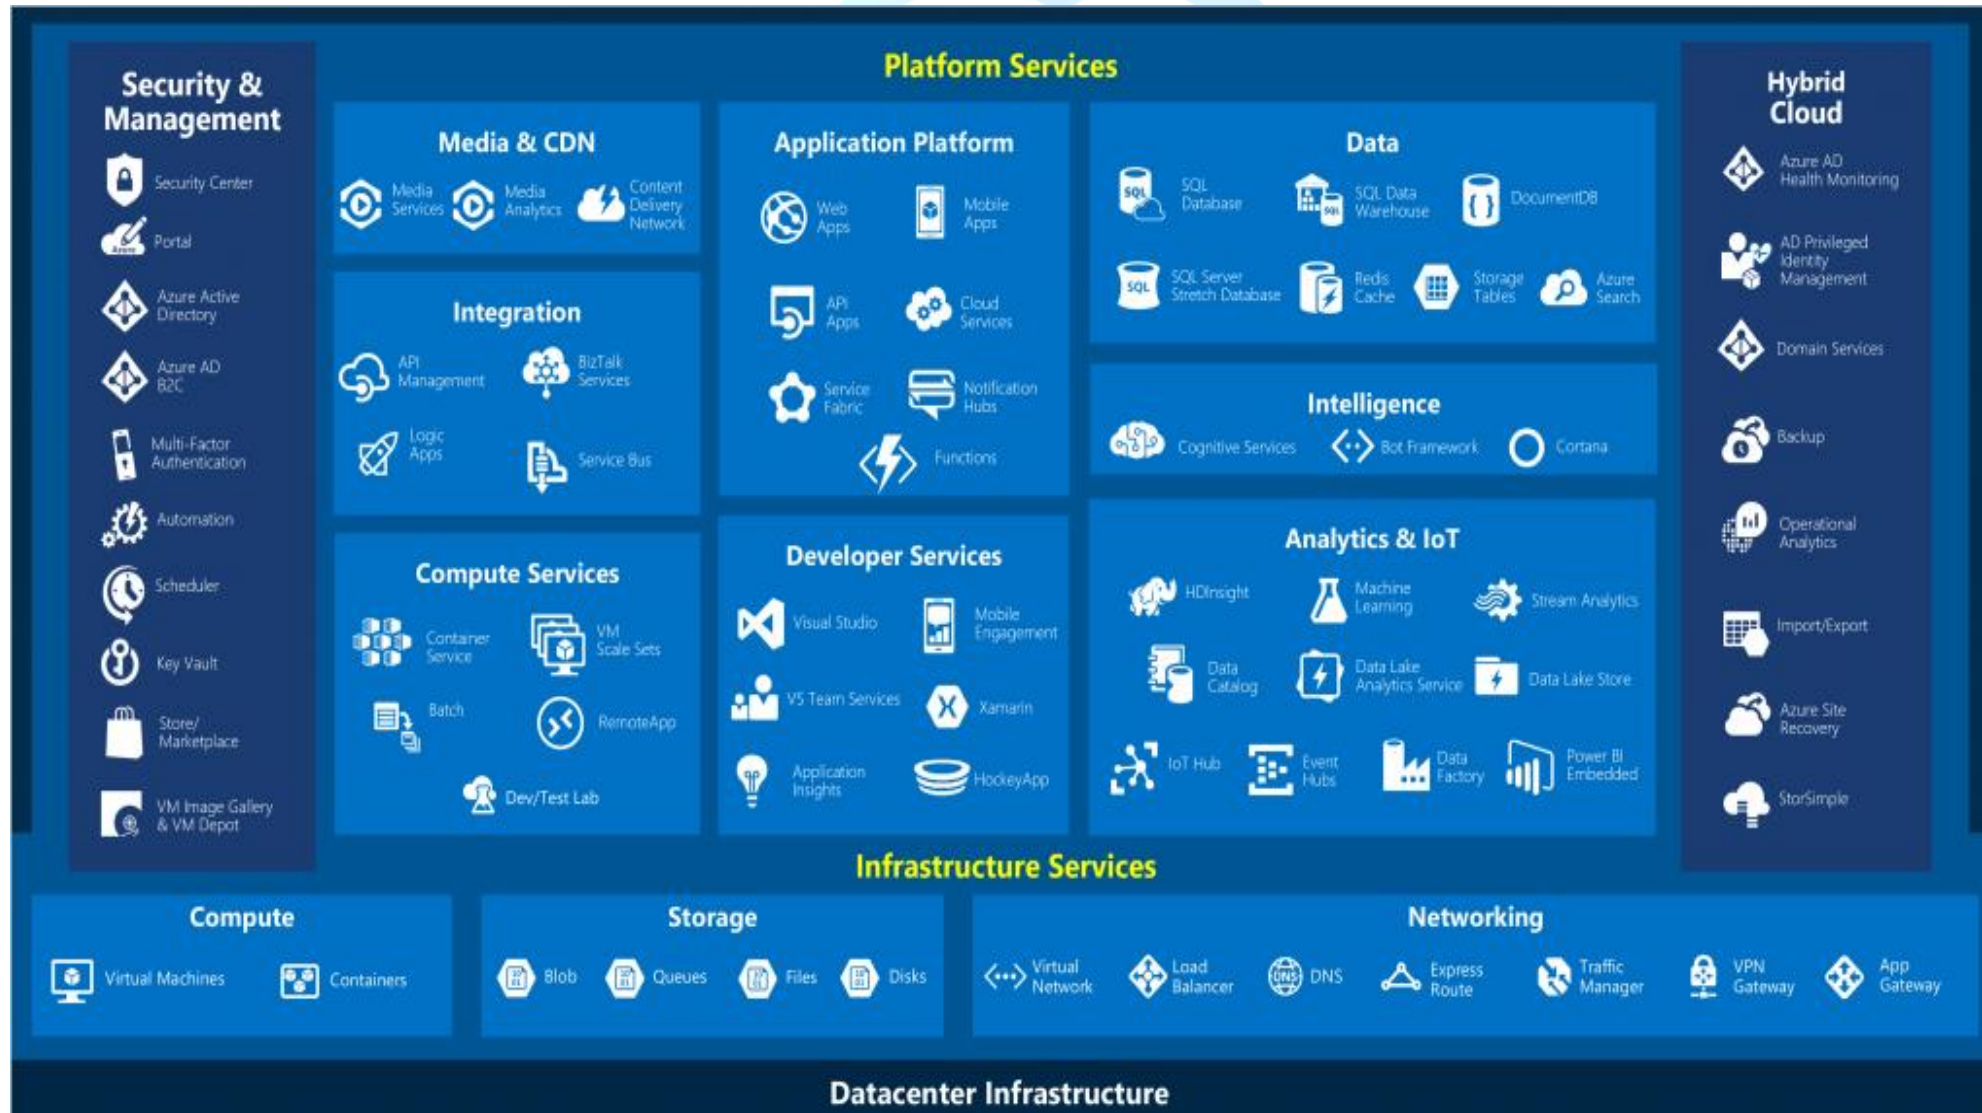 Platform Services
Security &
Management
Security Center
Portal
Azure
Azure Active
Directory
Azure AD
B2C
Multi-Factor
Authentication
Automation
Scheduler
Key Vault
Store/
Marketplace
VM Image Gallery
& VM Depot
Media & CDN
Media
Services
Media
Analytics
Content
Delivery
Network
Integration
API
Management
BizTalk
Services
Logic
Apps
Service Bus
Compute Services
Container
Service
VM
Scale Sets
Batch
RemoteApp
Dev/Test Lab
Application Platform
Web
Apps
Mobile
Apps
API
Apps
Cloud
Services
Service
Fabric
Notification
Hubs
Functions
Developer Services
Visual Studio
Mobile
Engagement
VS Team Services
Xamarin
Application
Insights
HockeyApp
Data
SQL
SQL
Database
SQL
SQL Data
Warehouse
DocumentDB
SQL
SQL Server
Stretch Database
Redis
Cache
Storage
Tables
Azure
Search
Intelligence
Cognitive Services
Bot Framework
Cortana
Analytics & IoT
HDInsight
Machine
Learning
Stream Analytics
Data
Catalog
Data Lake
Analytics Service
Data Lake Store
IoT Hub
Event
Hubs
Data
Factory
Power BI
Embedded
Hybrid
Cloud
Azure AD
Health Monitoring
AD Privileged
Identity
Management
Domain Services
Backup
Operational
Analytics
Import/Export
Azure Site
Recovery
StorSimple
Infrastructure Services
Compute
Virtual Machines
Containers
Storage
Blob
Queues
Files
Disks
Networking
Virtual
Network
Load
Balancer
DNS
DNS
Express
Route
Traffic
Manager
VPN
Gateway
App
Gateway
Datacenter Infrastructure